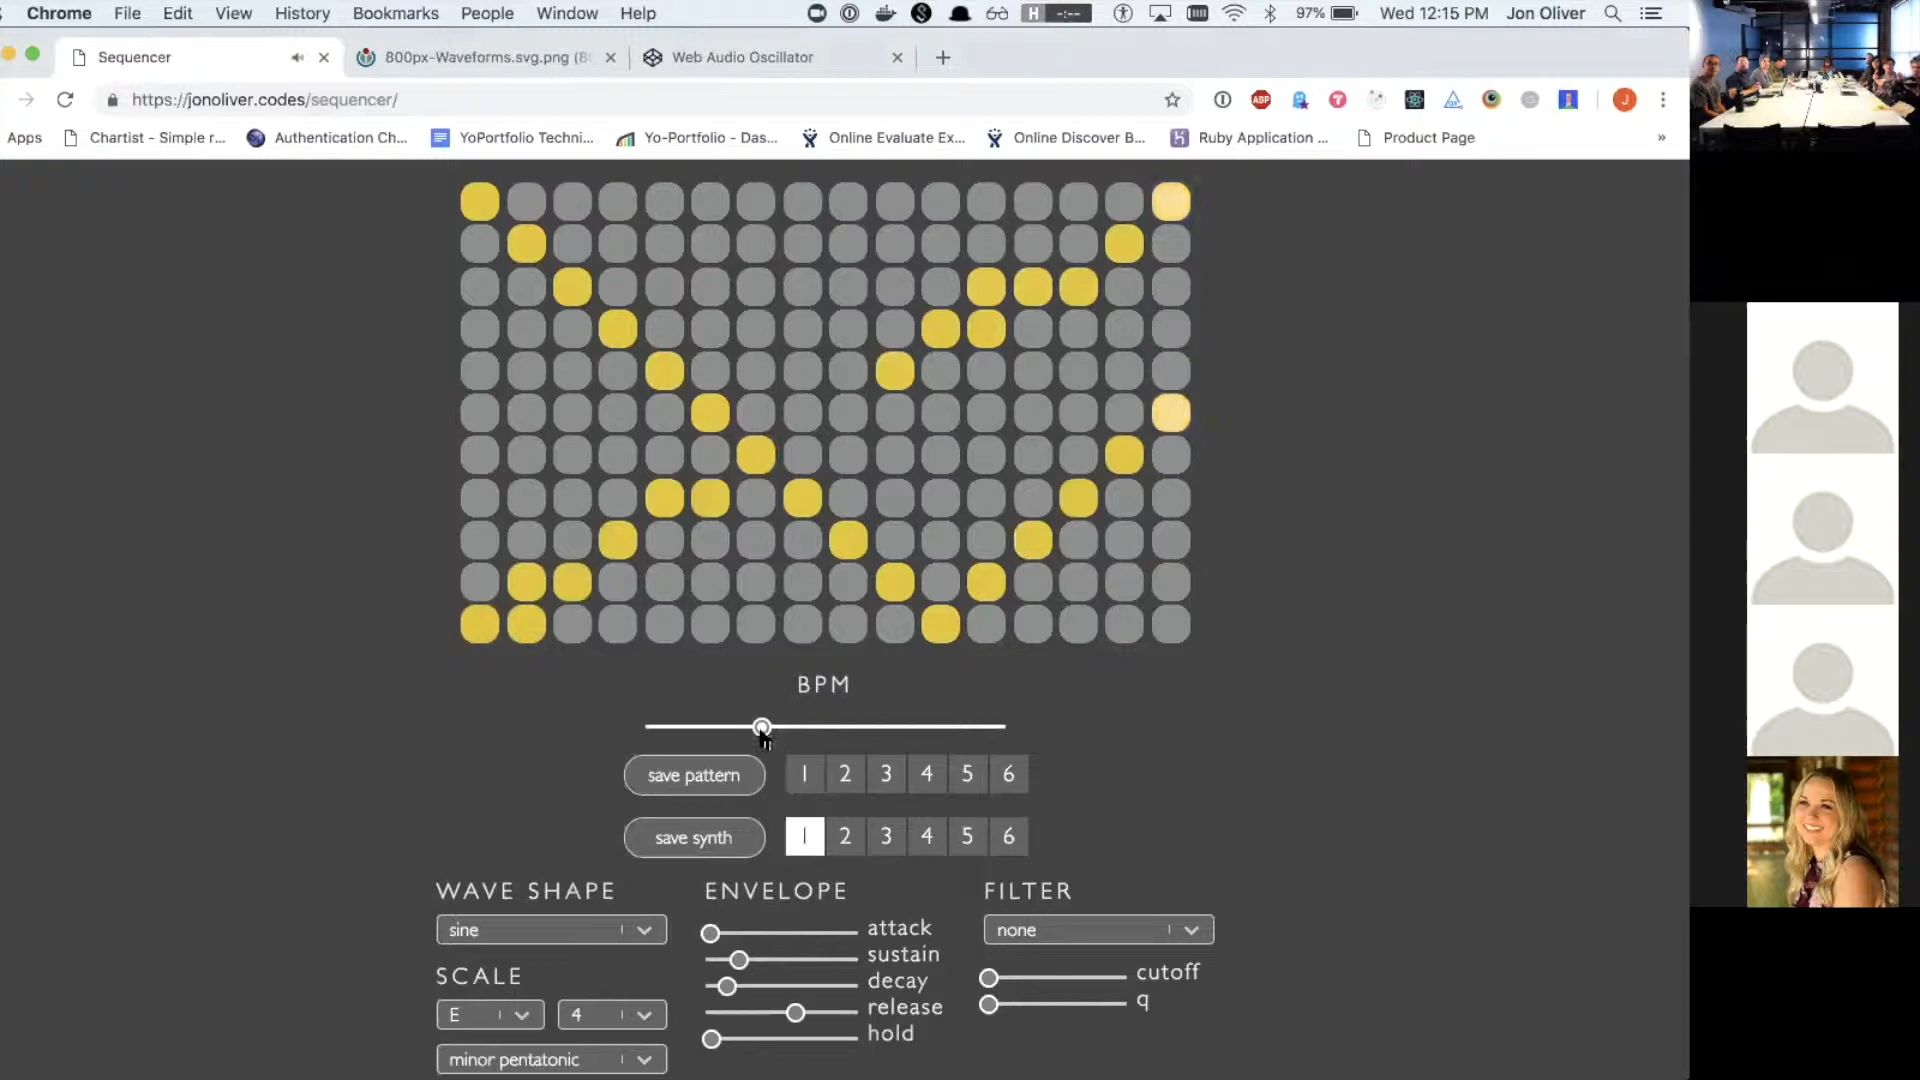 Chrome File Edit View History Bookmarks People Window Help H --:-- 97% Wed 12:15 PM Jon Oliver
Sequencer 800px-Waveforms.svg.png (8 Web Audio Oscillator
https://jonoliver.codes/sequencer/ ABP J
Apps Chartist - Simple r... Authentication Ch... YoPortfolio Techni... Yo-Portfolio - Das... Online Evaluate Ex... Online Discover B... Ruby Application ... Product Page »
BPM
save pattern 1 2 3 4 5 6
save synth 1 2 3 4 5 6
WAVE SHAPE
sine
SCALE
E 4
minor pentatonic
ENVELOPE
attack
sustain
decay
release
hold
FILTER
none
cutoff
q